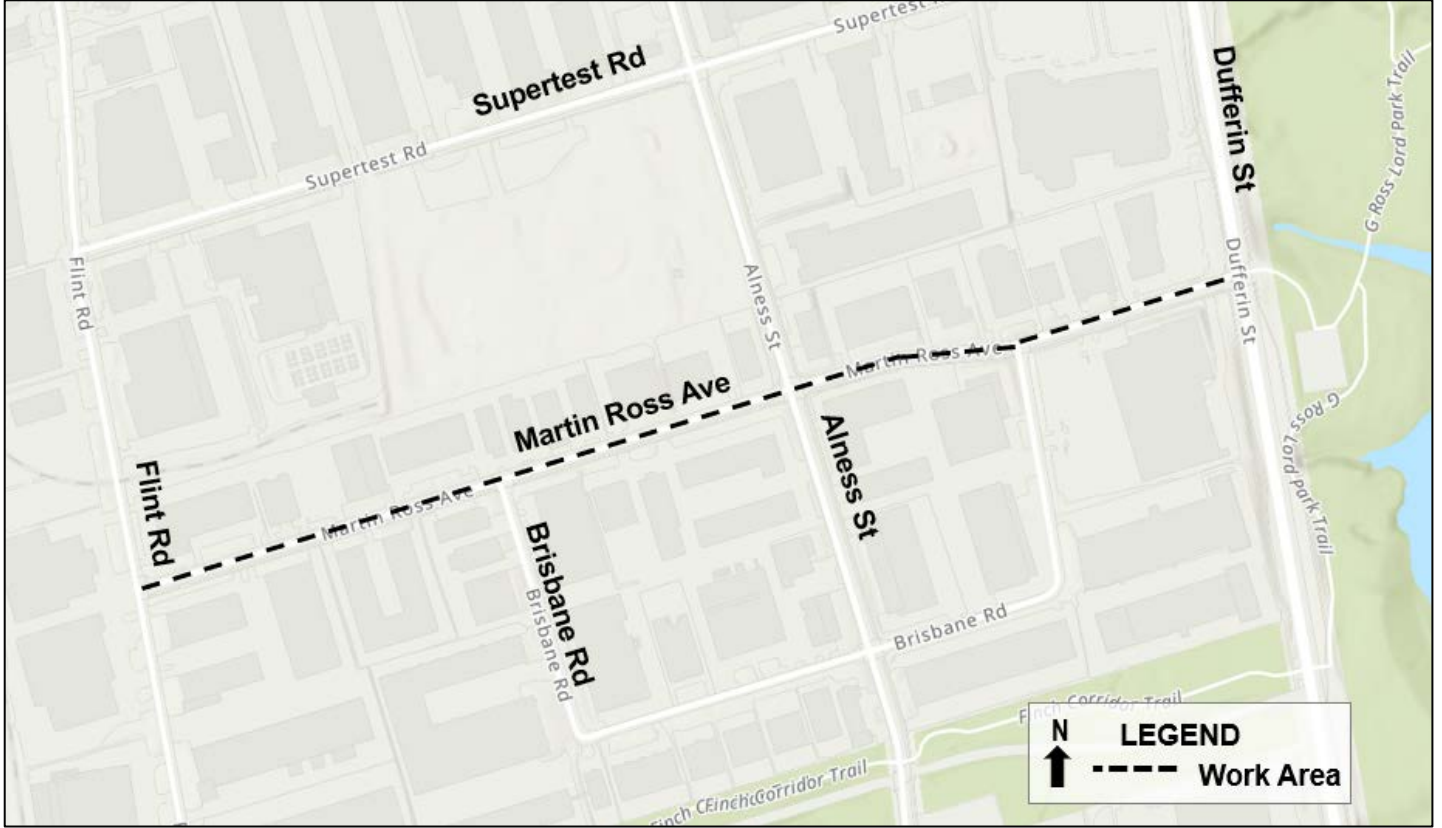 Supertest R
Supertest Rd
Supertest Rd
Dufferin St
G Ross Lord Park Trail
Flint Rd
Alness St
Dufferin St
Martin Ross Ave
Martin Ross Ave
G Ross Lord Park Trail
Alness St
Flint Rd
Martin Ross Ave
Brisbane Rd
Brisbane Rd
Brisbane Rd
Finch Corridor Trail
Finch Corridor Trail
N
LEGEND
Work Area